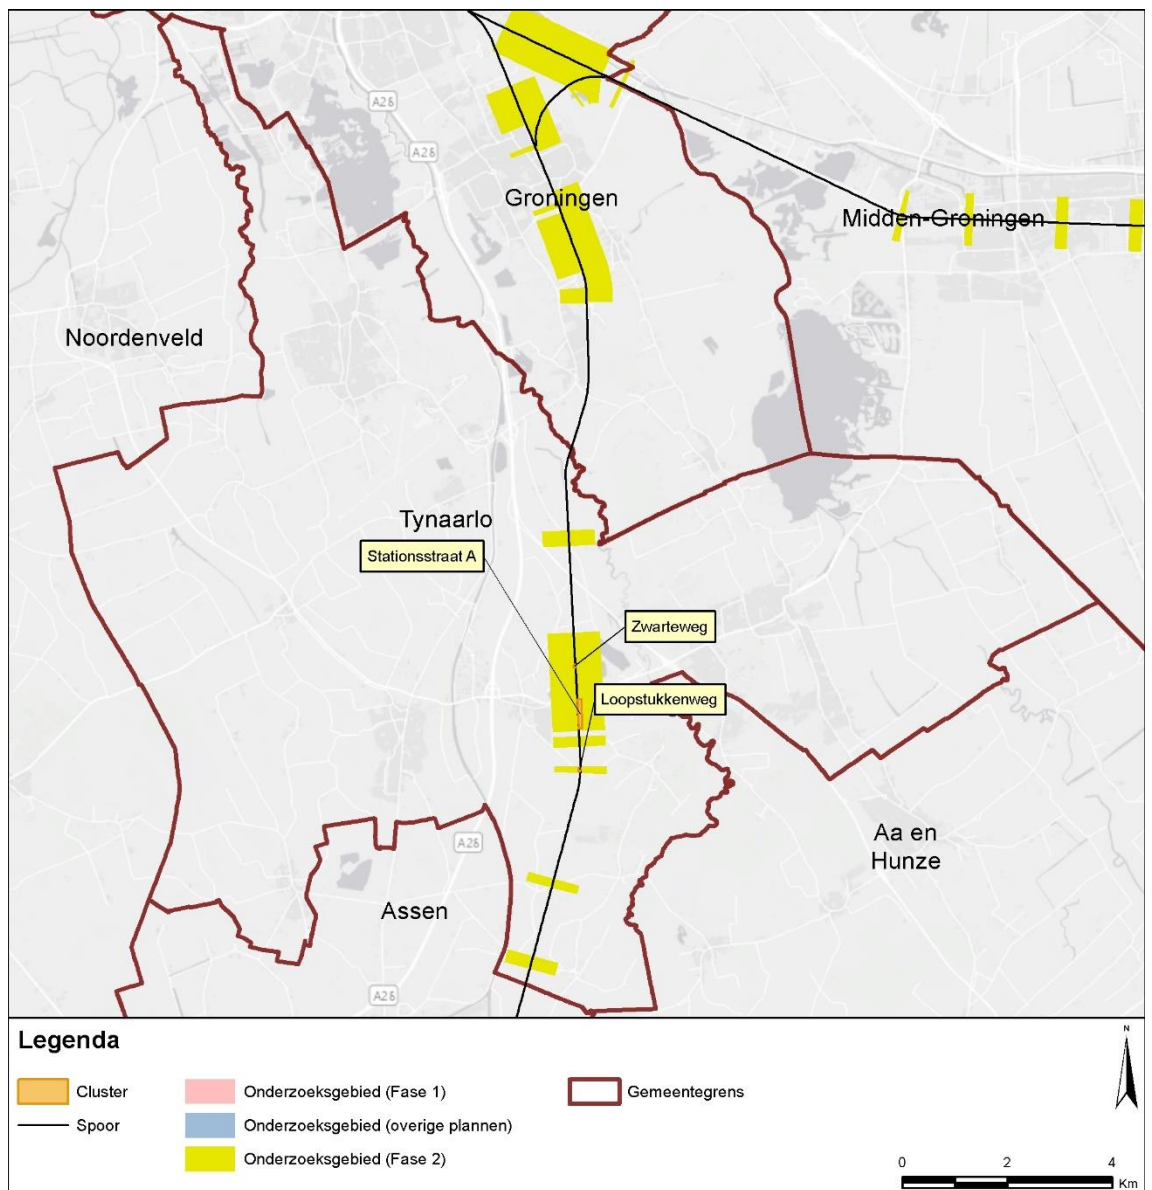 A28
A28
Groningen
Midden-Groningen
Noordenveld
Tynaarlo
Stationsstraat A
Zwarteweg
Loopstukkenweg
Aa en
Hunze
A28
Assen
A28
Legenda
N
Cluster
Onderzoeksgebied (Fase 1)
Gemeentegrens
Spoor
Onderzoeksgebied (overige plannen)
Onderzoeksgebied (Fase 2)
0 2 4
Km